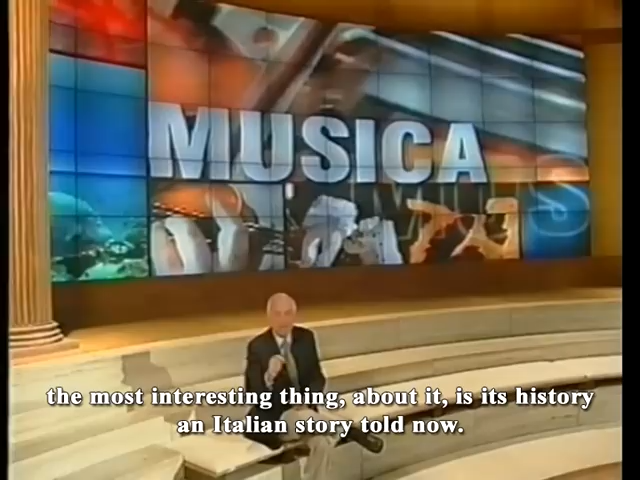 MUSICA
the most interesting thing, about it, is its history
an Italian story told now.